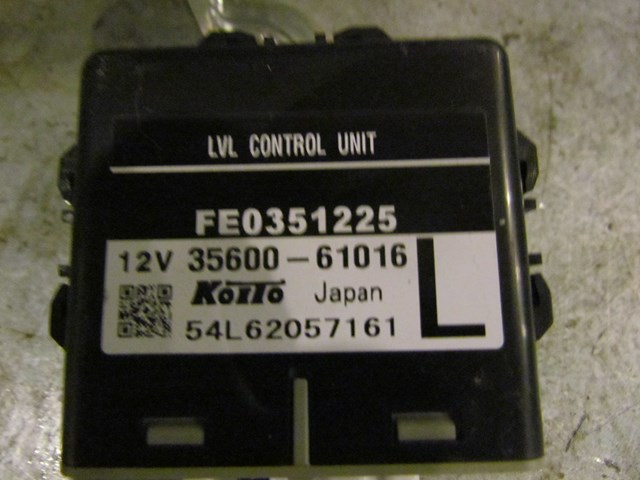 LVL CONTROL UNIT
FE0351225
12V 35600-61016
KOITO Japan
L
54L62057161